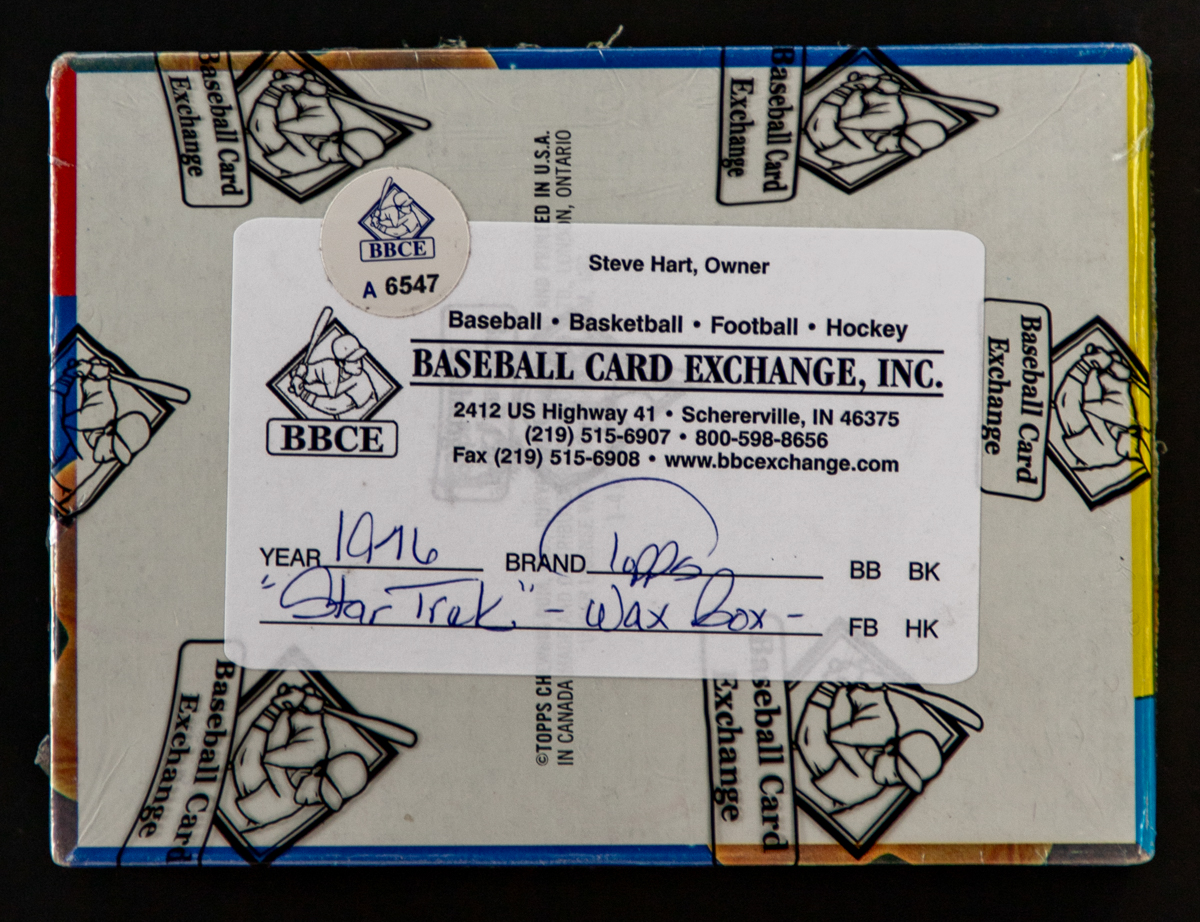 Baseball Card
Exchange
Baseball Card
Exchange
BBCE
A 6547
Steve Hart, Owner
Baseball • Basketball • Football • Hockey
BASEBALL CARD EXCHANGE, INC.
2412 US Highway 41 • Schererville, IN 46375
(219) 515-6907 • 800-598-8656
Fax (219) 515-6908 • www.bbcexchange.com
BBCE
YEAR 1976 BRAND Topps BB BK
"Star Trek" - Wax Box - FB HK
Baseball Card
Exchange
©TOPPS CH
ED IN U.S.A.
IN CANADA
N, ONTARIO
Baseball Card
Exchange
Baseball Card
Exchange